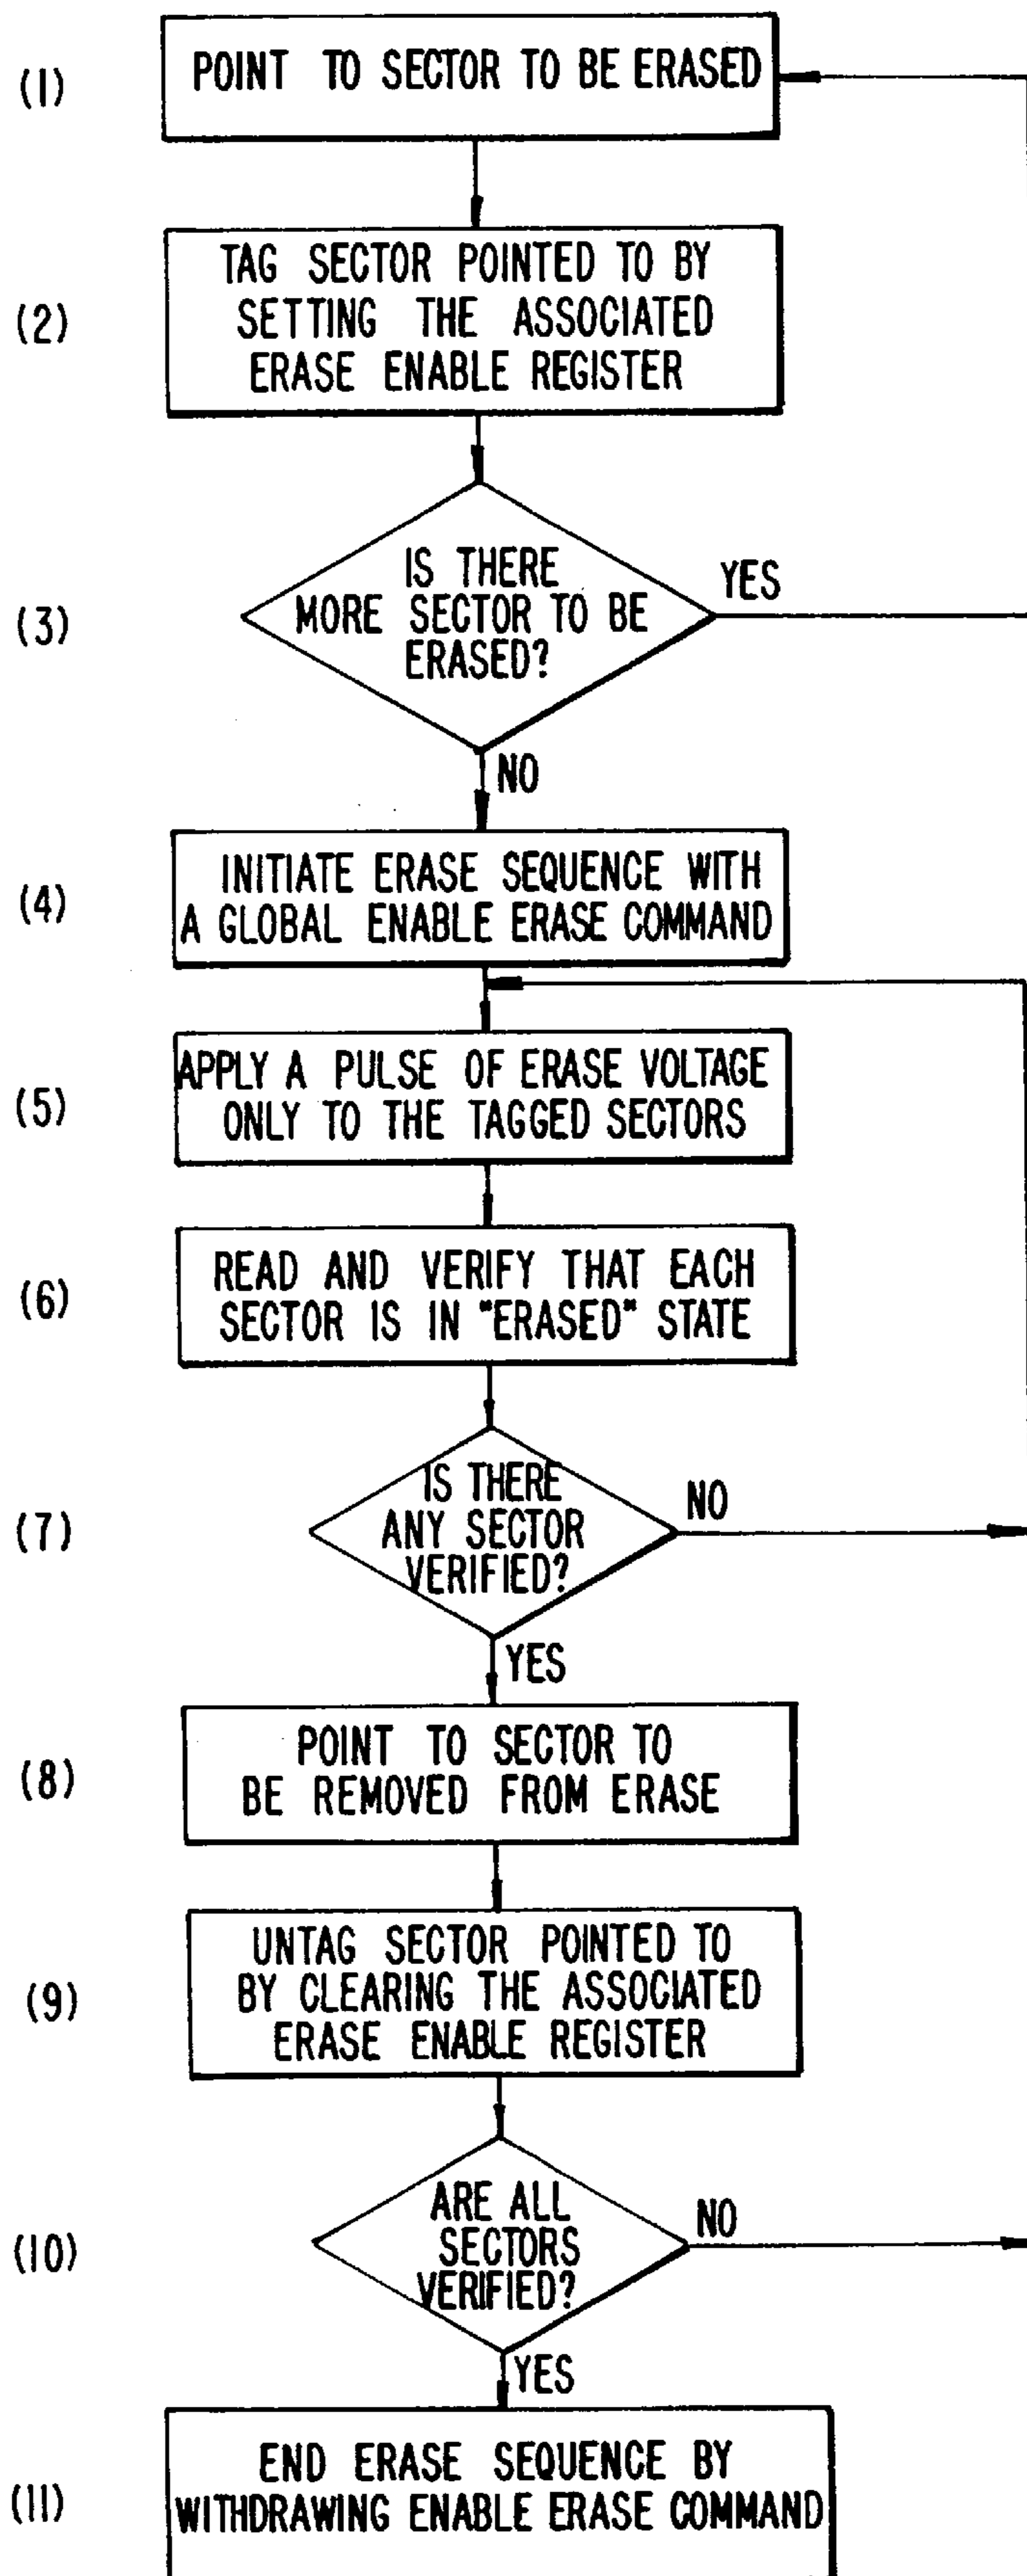 (1)
POINT TO SECTOR TO BE ERASED
(2)
TAG SECTOR POINTED TO BY
SETTING THE ASSOCIATED
ERASE ENABLE REGISTER
(3)
IS THERE
MORE SECTOR TO BE
ERASED?
YES
NO
(4)
INITIATE ERASE SEQUENCE WITH
A GLOBAL ENABLE ERASE COMMAND
(5)
APPLY A PULSE OF ERASE VOLTAGE
ONLY TO THE TAGGED SECTORS
(6)
READ AND VERIFY THAT EACH
SECTOR IS IN "ERASED" STATE
(7)
IS THERE
ANY SECTOR
VERIFIED?
NO
YES
(8)
POINT TO SECTOR TO
BE REMOVED FROM ERASE
(9)
UNTAG SECTOR POINTED TO
BY CLEARING THE ASSOCIATED
ERASE ENABLE REGISTER
(10)
ARE ALL
SECTORS
VERIFIED?
NO
YES
(11)
END ERASE SEQUENCE BY
WITHDRAWING ENABLE ERASE COMMAND